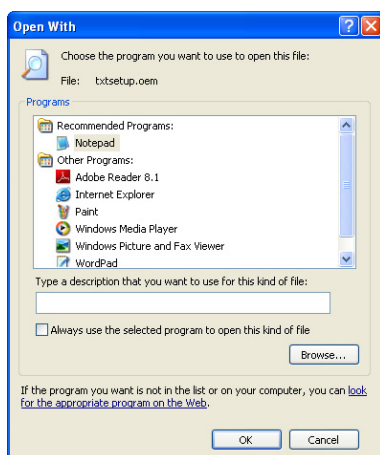 Open With
Choose the program you want to use to open this file:
File: txtsetup.oem
Programs
Recommended Programs:
Notepad
Other Programs:
Adobe Reader 8.1
Internet Explorer
Paint
Windows Media Player
Windows Picture and Fax Viewer
WordPad
Type a description that you want to use for this kind of file:
Always use the selected program to open this kind of file
Browse...
If the program you want is not in the list or on your computer, you can look
for the appropriate program on the Web.
OK Cancel